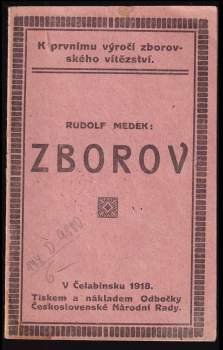 K prvnímu výročí zborov-
ského vítězství.
RUDOLF MEDEK:
ZBOROV
V Čelabinsku 1918.
Tiskem a nákladem Odbočky
Československé Národní Rady.